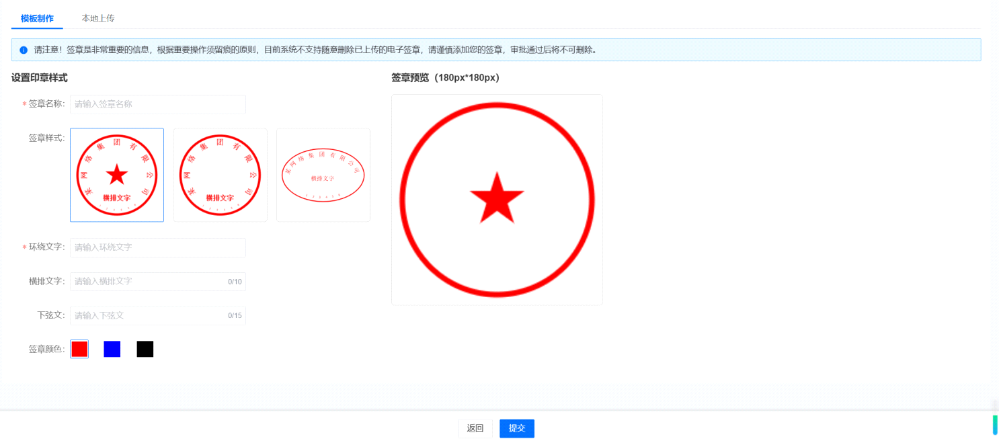 模板制作
本地上传
请注意！签章是非常重要的信息，根据重要操作须留痕的原则，目前系统不支持随意删除已上传的电子签章，请谨慎添加您的签章，审批通过后将不可删除。
设置印章样式
签章预览（180px*180px）
* 签章名称:
请输入签章名称
签章样式:
某网络集团有限公司
横排文字
某网络集团有限公司
横排文字
某网络集团有限公司
横排文字
* 环绕文字:
请输入环绕文字
横排文字:
请输入横排文字
0/10
下弦文:
请输入下弦文
0/15
签章颜色:
返回
提交